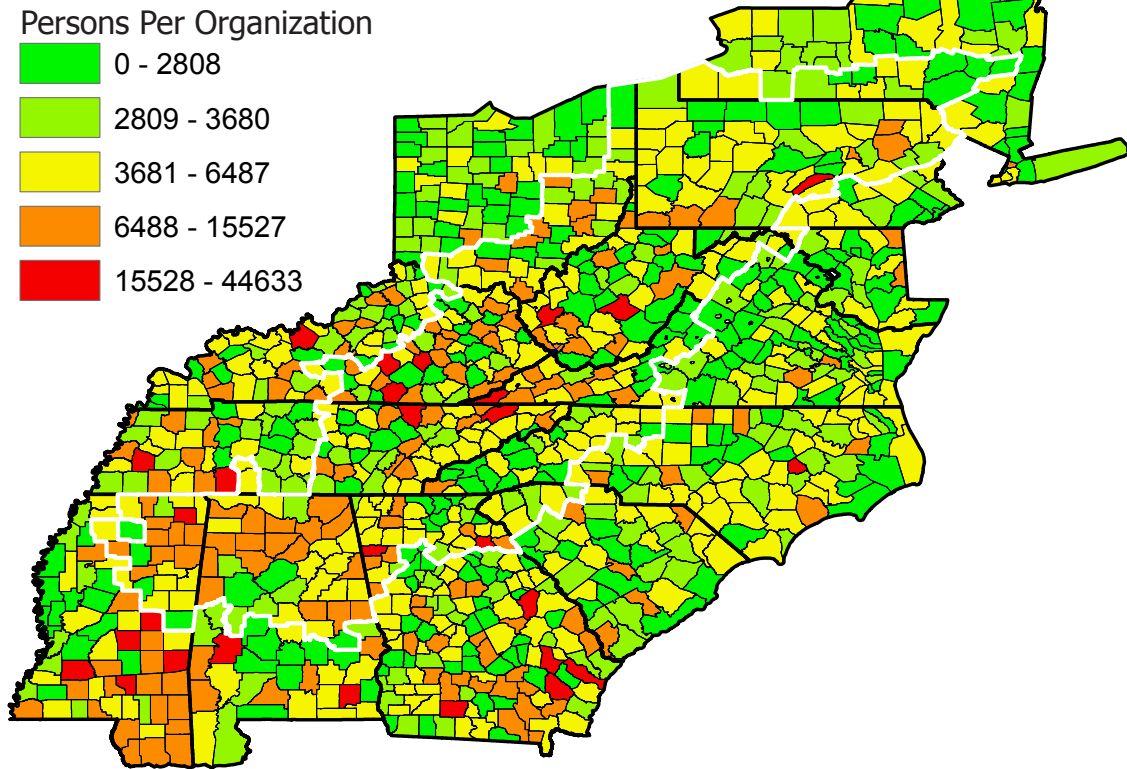 Persons Per Organization
0 - 2808
2809 - 3680
3681 - 6487
6488 - 15527
15528 - 44633